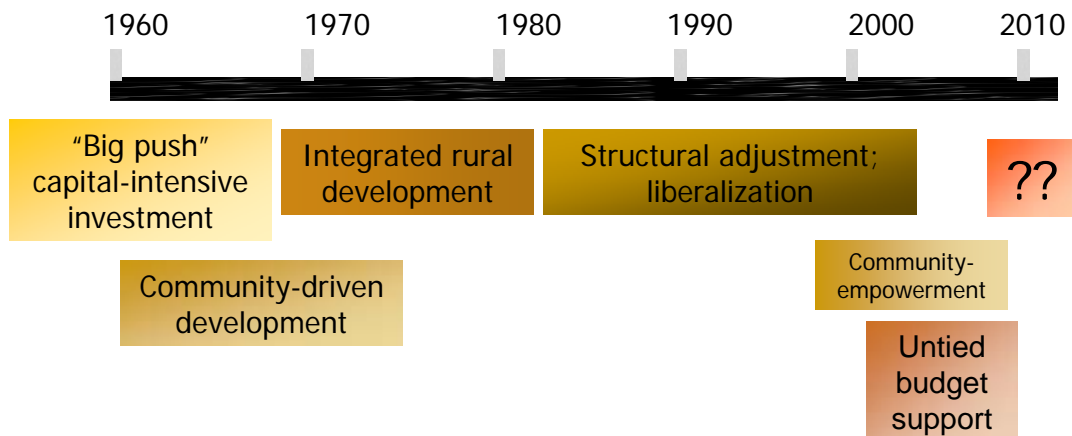 1960 1970 1980 1990 2000 2010
“Big push”
capital-intensive
investment
Integrated rural
development
Structural adjustment;
liberalization
??
Community-driven
development
Community-
empowerment
Untied
budget
support